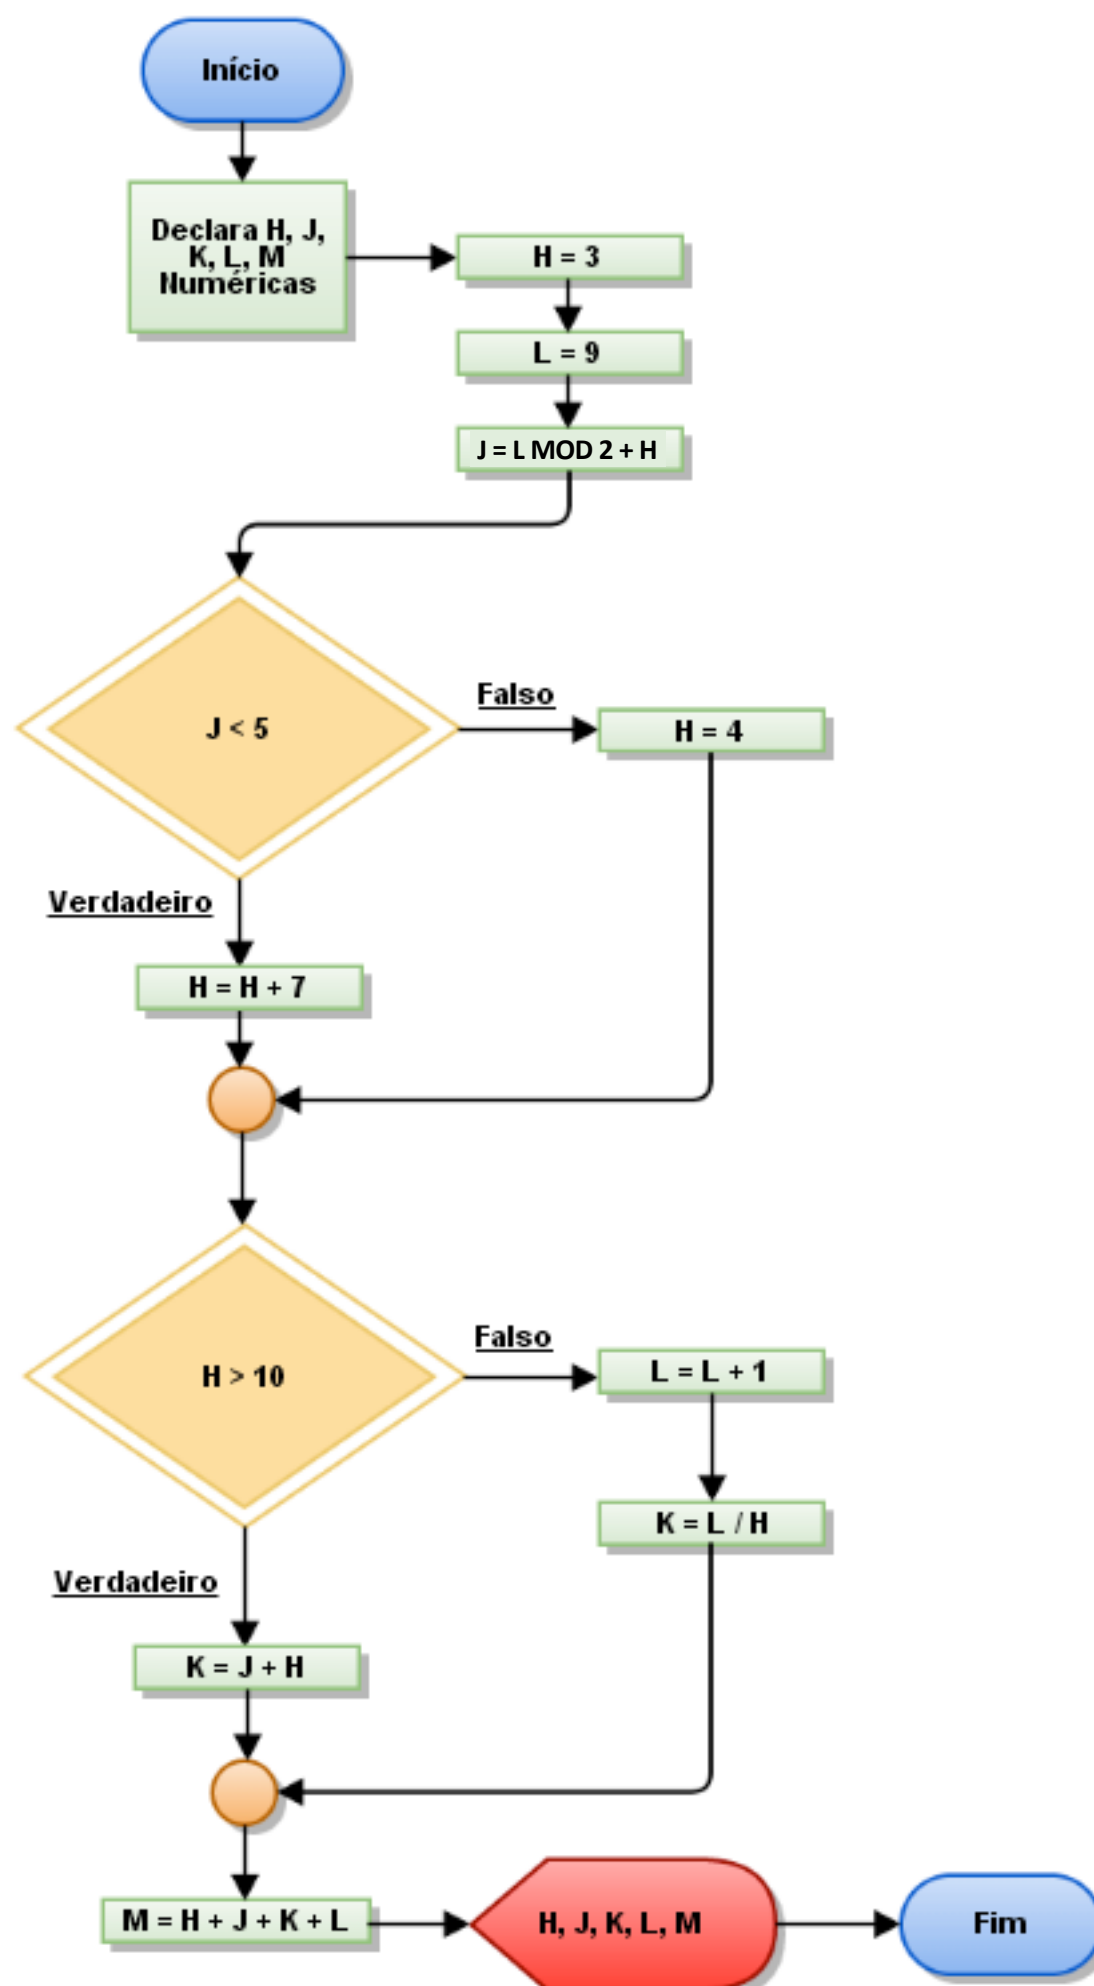 Início
Declara H, J,
K, L, M
Numéricas
H = 3
L = 9
J = L MOD 2 + H
J < 5
Falso
H = 4
Verdadeiro
H = H + 7
H > 10
Falso
L = L + 1
K = L / H
Verdadeiro
K = J + H
M = H + J + K + L
H, J, K, L, M
Fim